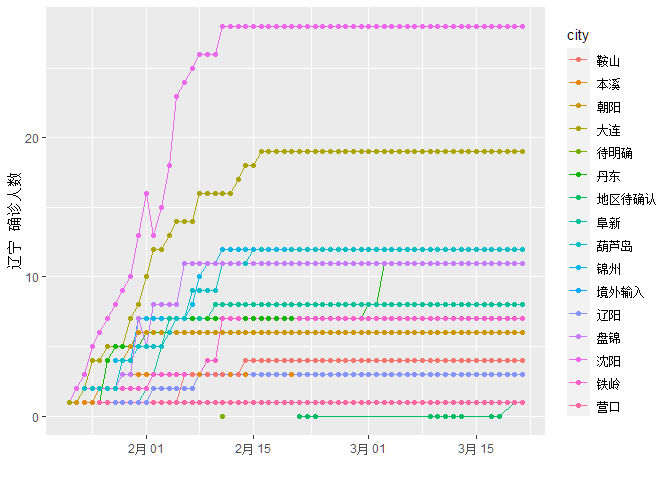 city
鞍山
本溪
朝阳
大连
待明确
丹东
地区待确认
阜新
葫芦岛
锦州
境外输入
辽阳
盘锦
沈阳
铁岭
营口
辽宁 确诊人数
20
10
0
2月 01
2月 15
3月 01
3月 15